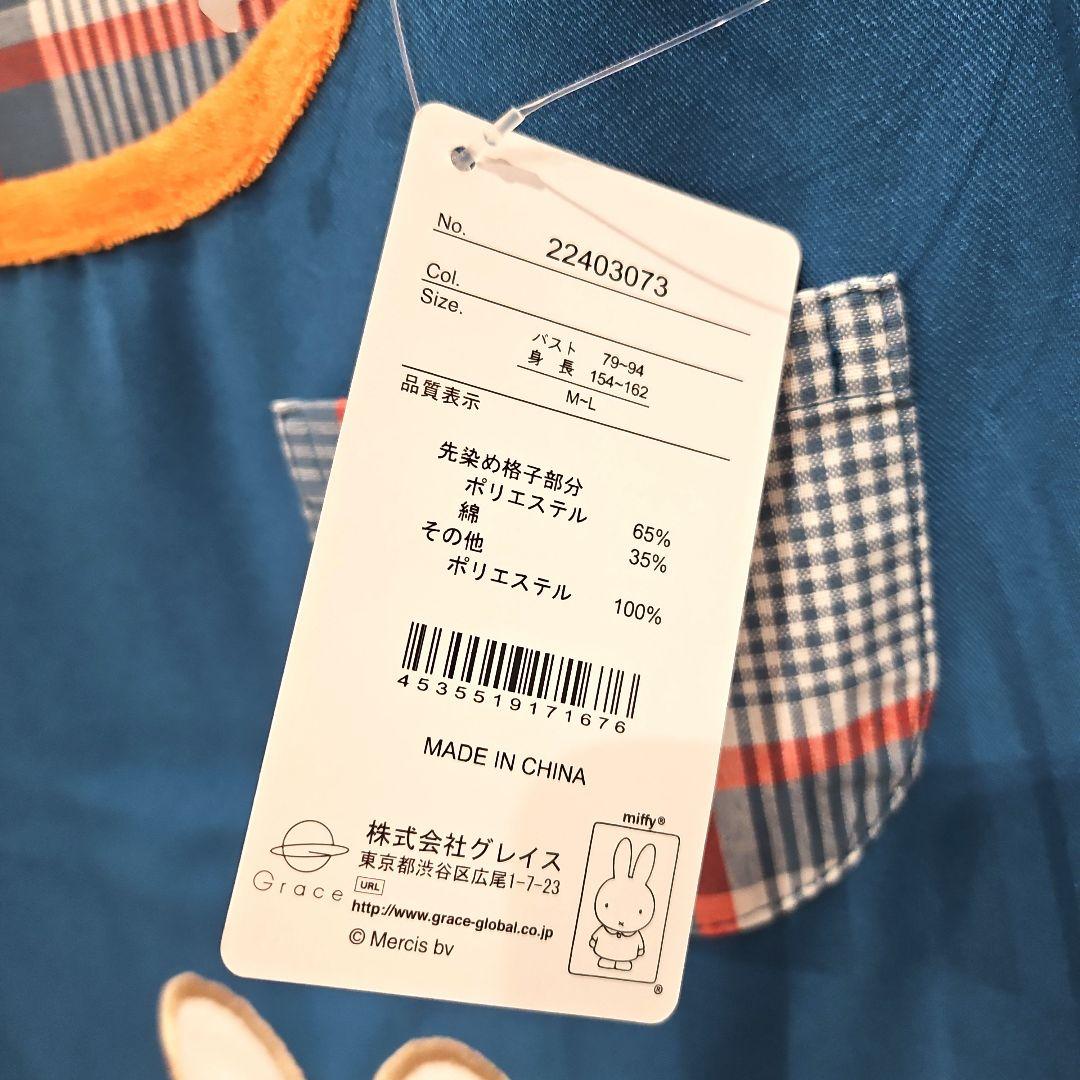 No. 22403073
Col.
Size.
バスト 79~94
身 長 154~162
M~L
品質表示
先染め格子部分
ポリエステル 65%
綿 35%
その他
ポリエステル 100%
4535519171676
MADE IN CHINA
Grace
株式会社グレイス
東京都渋谷区広尾1-7-23
URL
http://www.grace-global.co.jp
© Mercis bv
miffy®
®